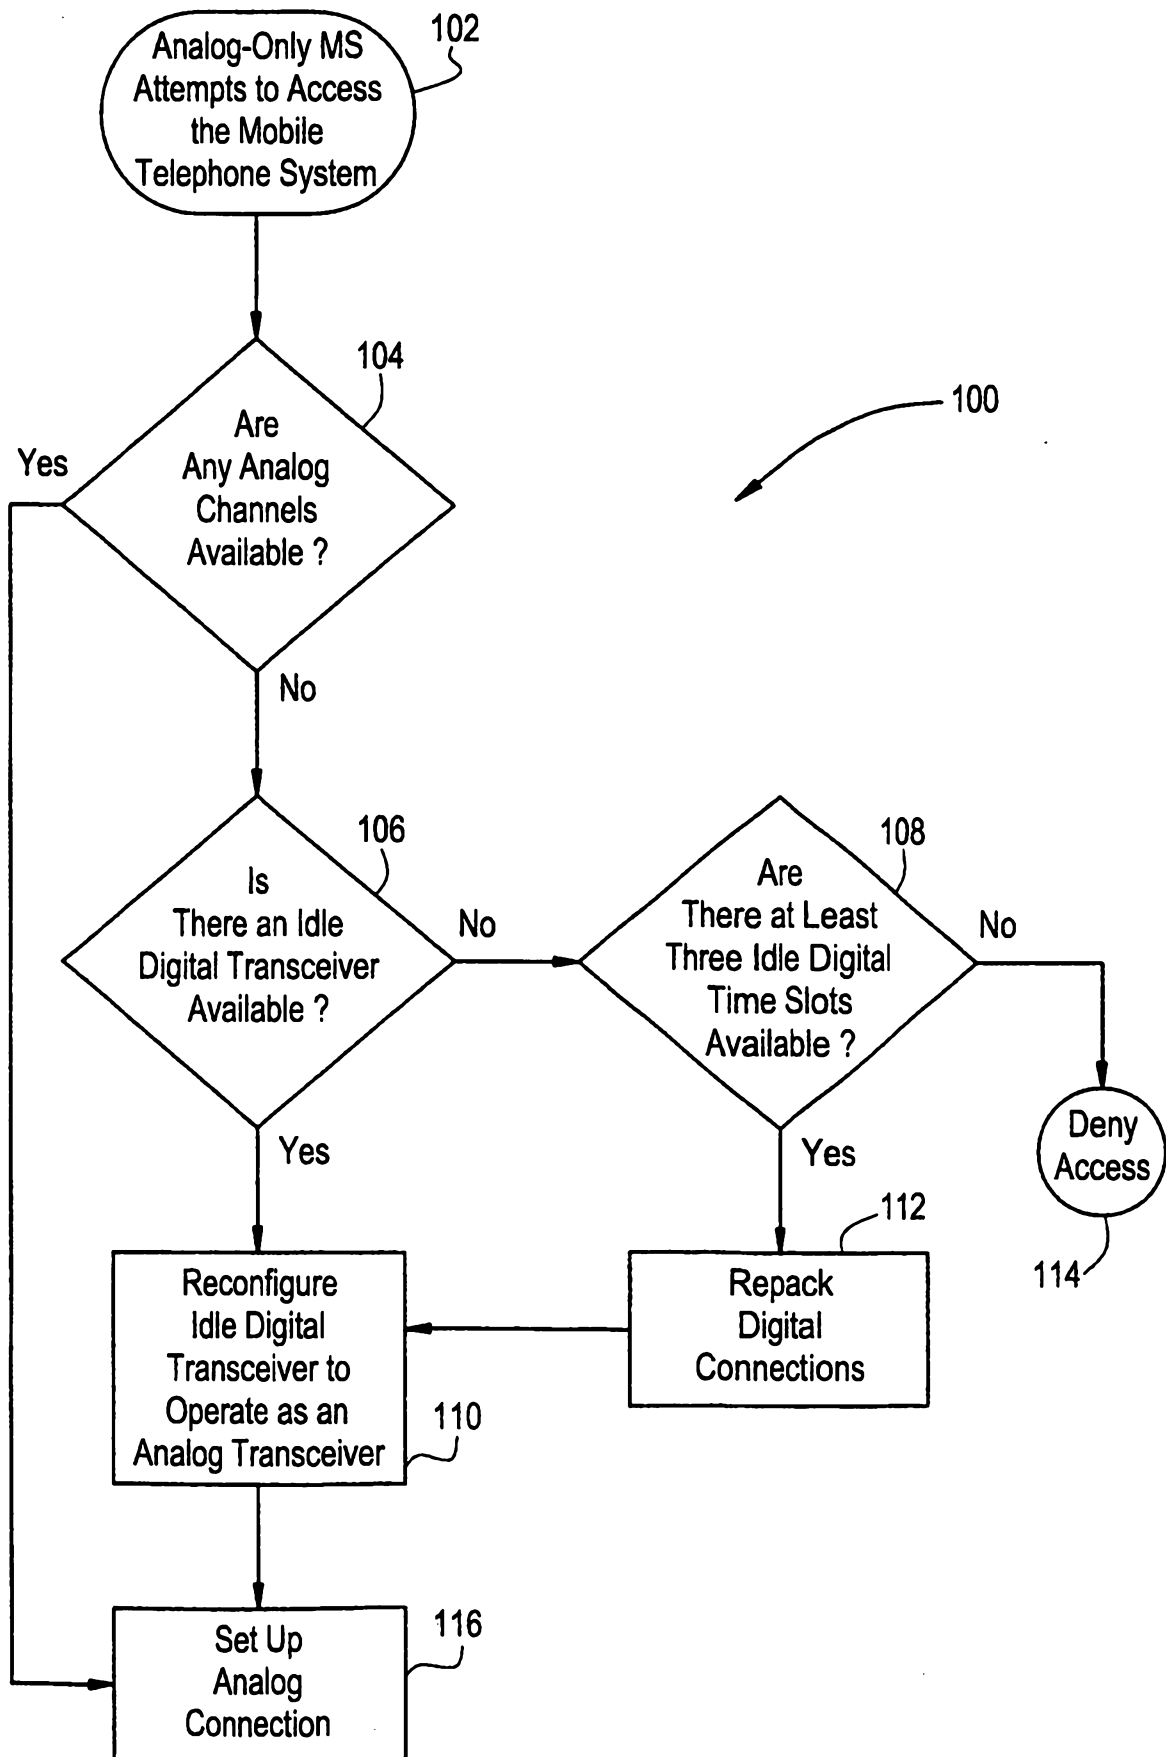 Analog-Only MS
Attempts to Access
the Mobile
Telephone System
102
104
Are
Any Analog
Channels
Available ?
Yes
No
100
106
Is
There an Idle
Digital Transceiver
Available ?
No
Yes
108
Are
There at Least
Three Idle Digital
Time Slots
Available ?
No
Yes
Deny
Access
114
112
Repack
Digital
Connections
Reconfigure
Idle Digital
Transceiver to
Operate as an
Analog Transceiver
110
Set Up
Analog
Connection
116